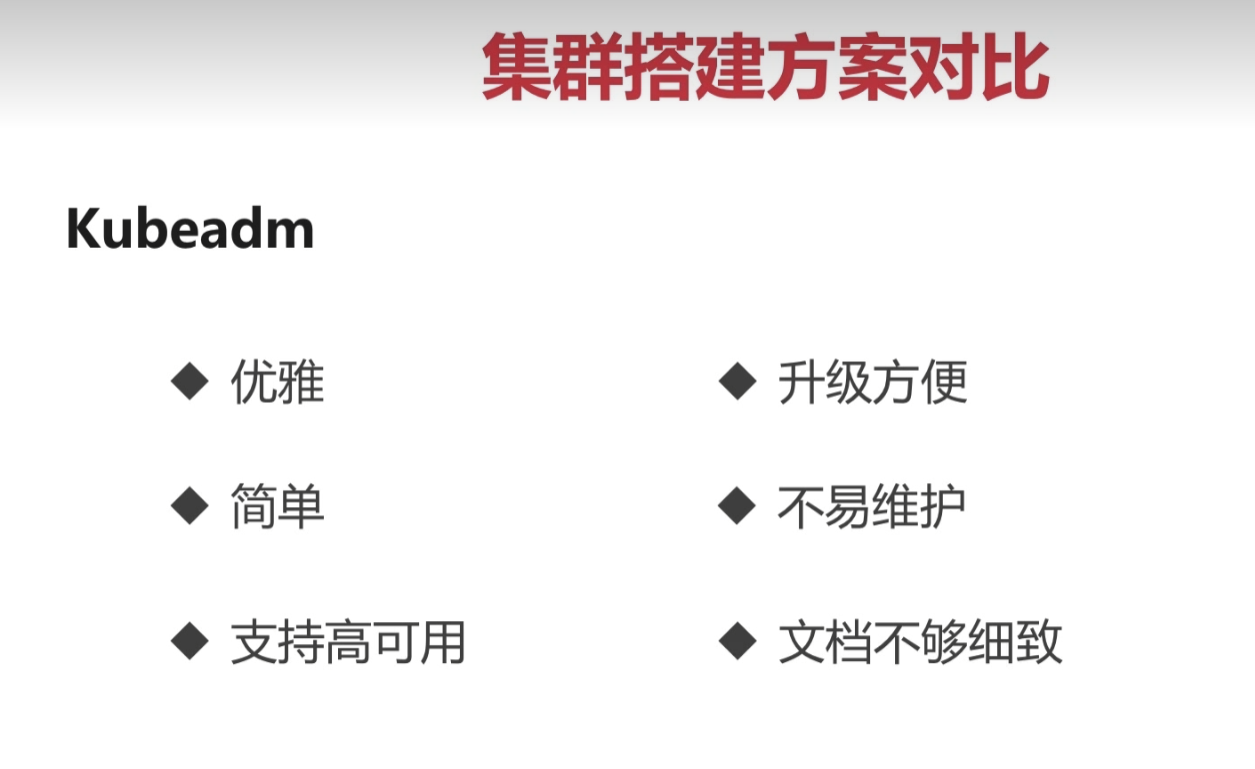 集群搭建方案对比
Kubeadm
◆ 优雅
◆ 升级方便
◆ 简单
◆ 不易维护
◆ 支持高可用
◆ 文档不够细致